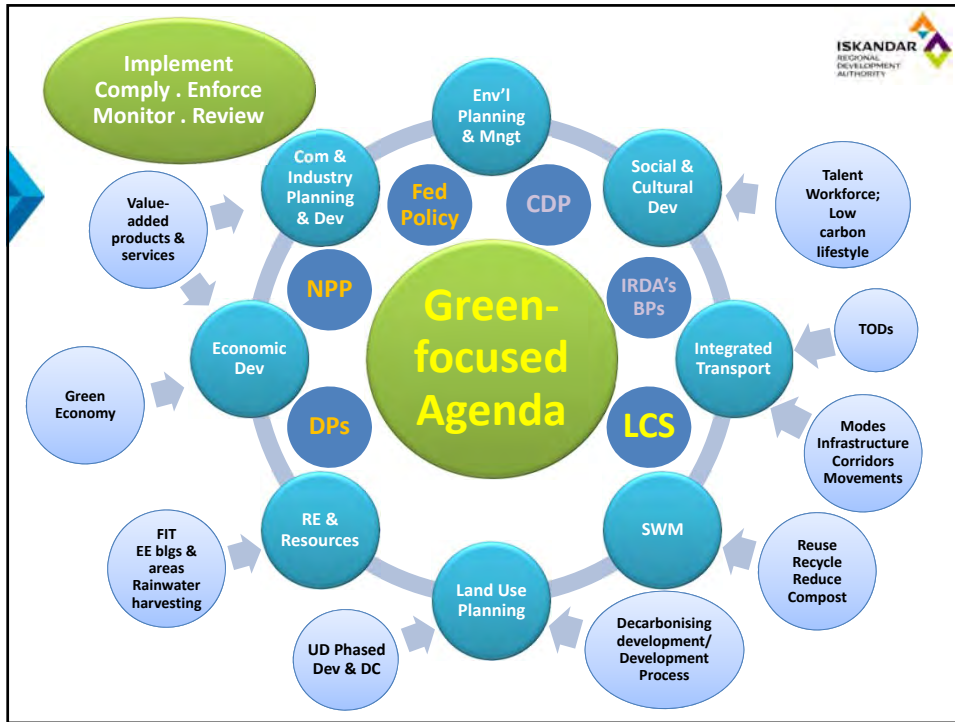 Implement
Comply . Enforce
Monitor . Review
ISKANDAR
REGIONAL
DEVELOPMENT
AUTHORITY
Env'l
Planning
& Mngt
Com &
Industry
Planning
& Dev
Fed
Policy
CDP
Social &
Cultural
Dev
Talent
Workforce;
Low
carbon
lifestyle
Value-
added
products &
services
NPP
Green-
focused
Agenda
IRDA's
BPs
Economic
Dev
Integrated
Transport
TODs
Green
Economy
DPs
LCS
Modes
Infrastructure
Corridors
Movements
FIT
EE blgs &
areas
Rainwater
harvesting
RE &
Resources
SWM
Reuse
Recycle
Reduce
Compost
Land Use
Planning
UD Phased
Dev & DC
Decarbonising
development/
Development
Process